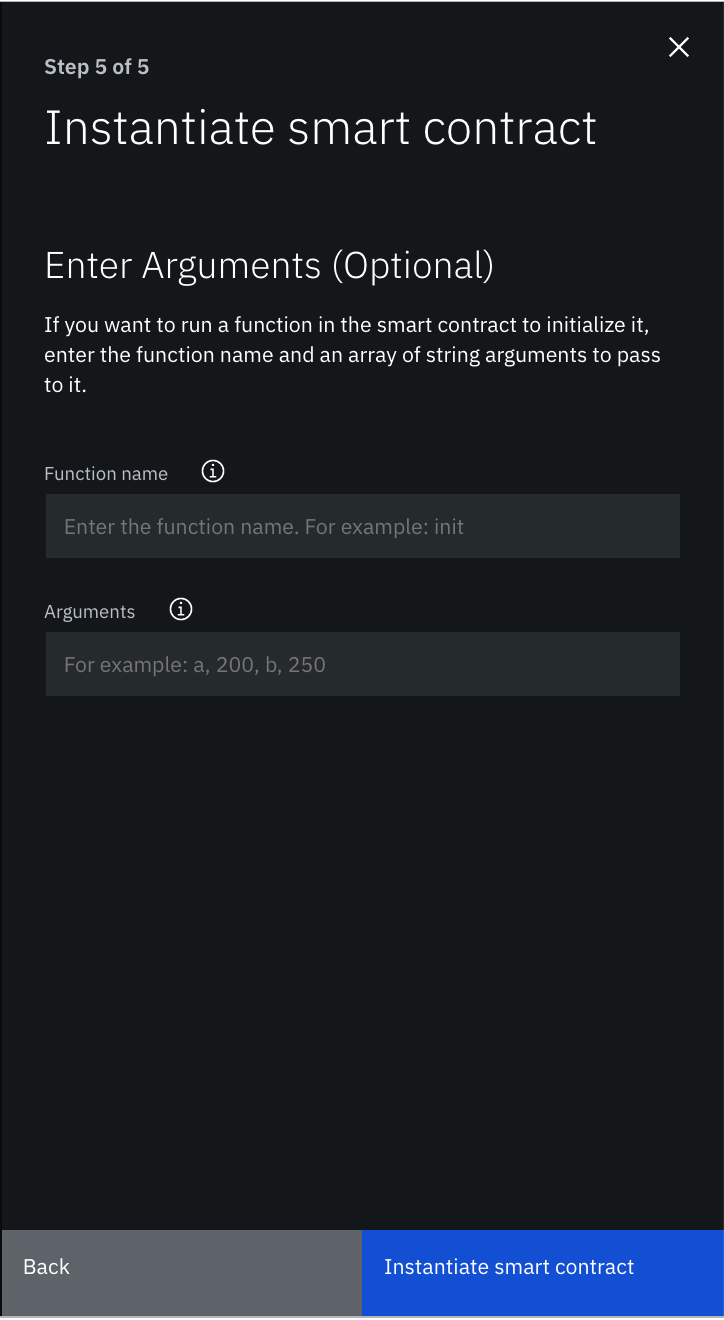 Step 5 of 5
Instantiate smart contract
Enter Arguments (Optional)
If you want to run a function in the smart contract to initialize it,
enter the function name and an array of string arguments to pass
to it.
Function name
Enter the function name. For example: init
Arguments
For example: a, 200, b, 250
Back
Instantiate smart contract